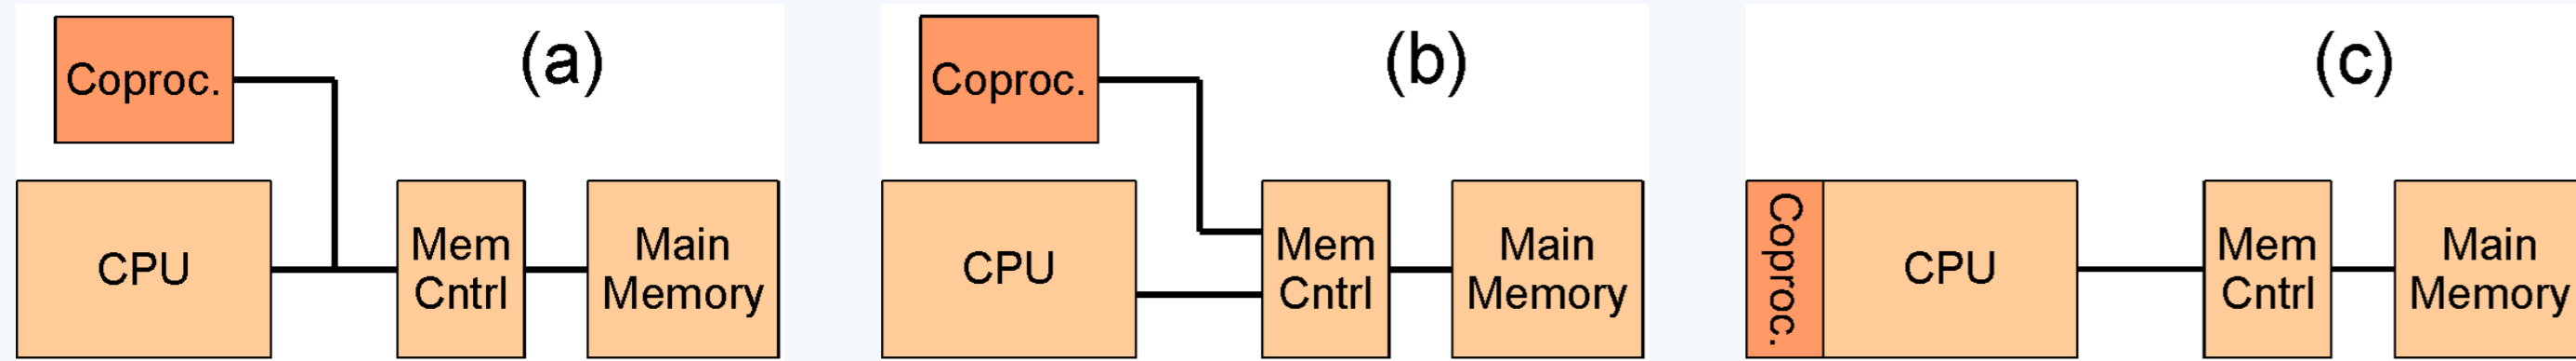 (a)
Coproc.
CPU
Mem
Cntrl
Main
Memory
(b)
Coproc.
CPU
Mem
Cntrl
Main
Memory
(c)
Coproc.
CPU
Mem
Cntrl
Main
Memory